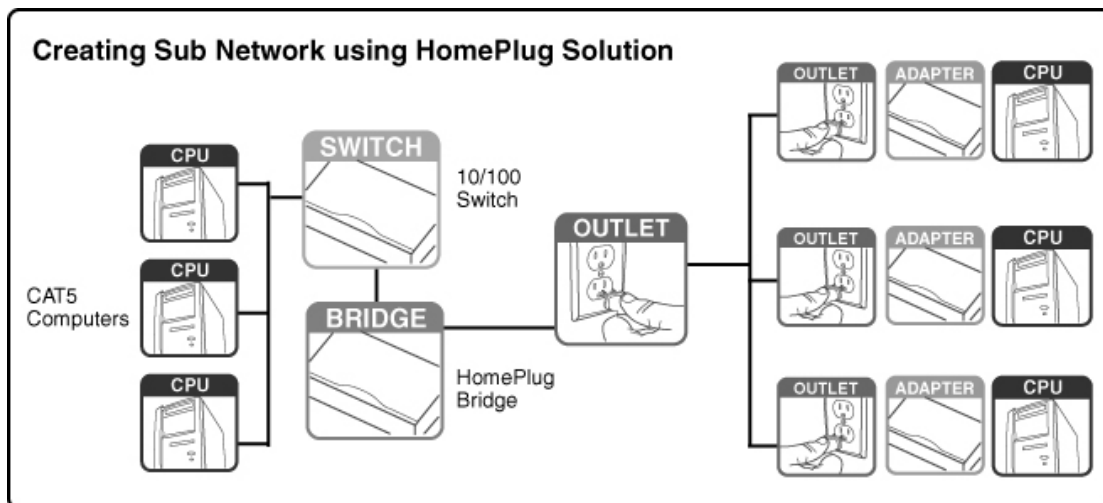 Creating Sub Network using HomePlug Solution
CPU
CPU
CPU
CAT5
Computers
SWITCH
10/100
Switch
BRIDGE
HomePlug
Bridge
OUTLET
OUTLET ADAPTER CPU
OUTLET ADAPTER CPU
OUTLET ADAPTER CPU